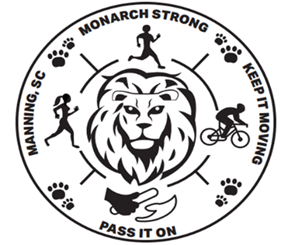 MONARCH STRONG
MANNING, SC
KEEP IT MOVING
PASS IT ON